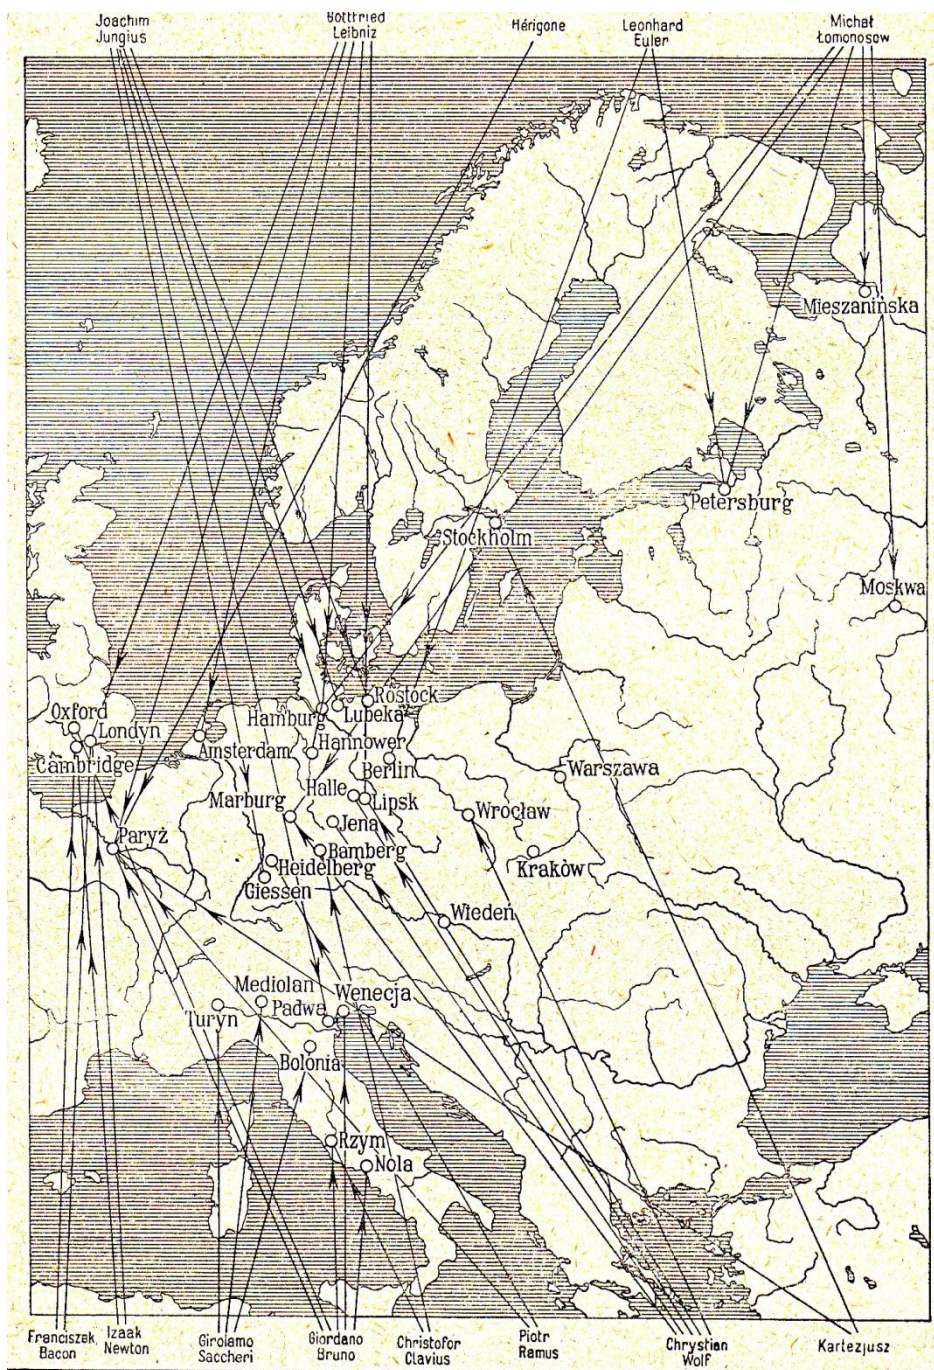 Joachim
Jungius
Gottfried
Leibniz
Hérigone
Leonhard
Euler
Michał
Łomonosow
Mieszanińska
Petersburg
Stockholm
Moskwa
Oxford
Londyn
Cambridge
Amsterdam
Hamburg
Lubeka
Rostock
Hannower
Berlin
Warszawa
Halle
Marburg
Lipsk
Wrocław
Jena
Paryż
Bamberg
Kraków
Heidelberg
Giessen
Wiedeń
Mediolan
Wenecja
Turyn
Padwa
Bolonia
Rzym
Nola
Franciszek
Bacon
Izaak
Newton
Girolamo
Saccheri
Giordano
Bruno
Christofor
Clavius
Piotr
Ramus
Chrystian
Wolf
Kartezjusz